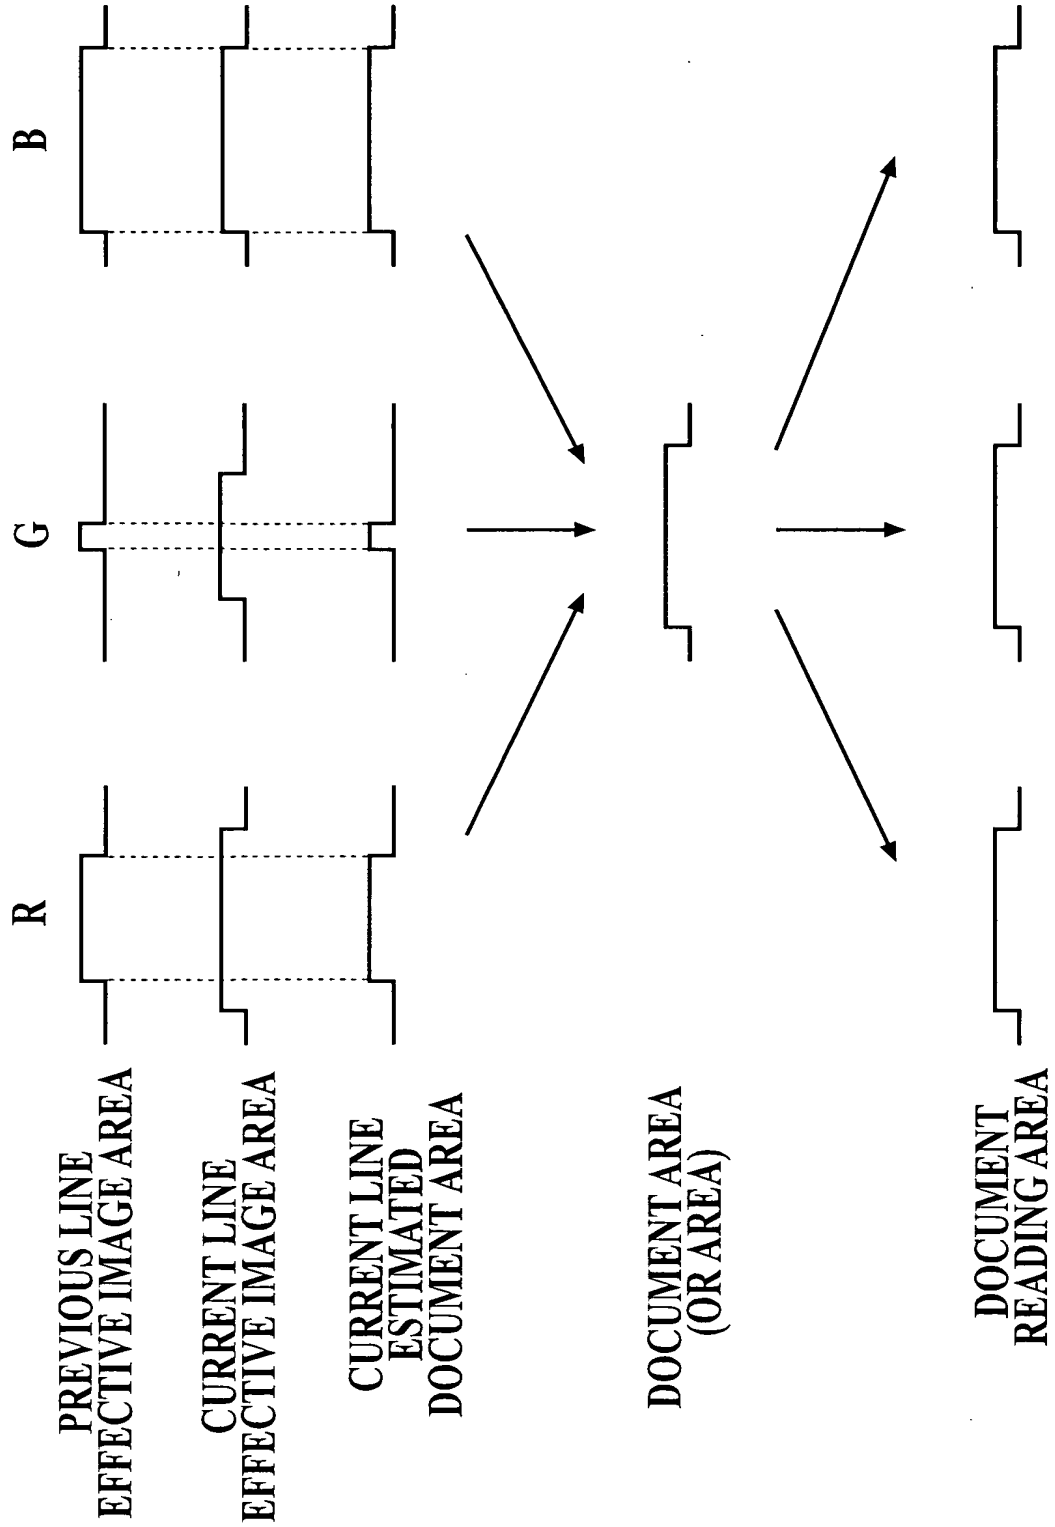 R
G
B
PREVIOUS LINE
EFFECTIVE IMAGE AREA
CURRENT LINE
EFFECTIVE IMAGE AREA
CURRENT LINE
ESTIMATED
DOCUMENT AREA
DOCUMENT AREA
(OR AREA)
DOCUMENT
READING AREA